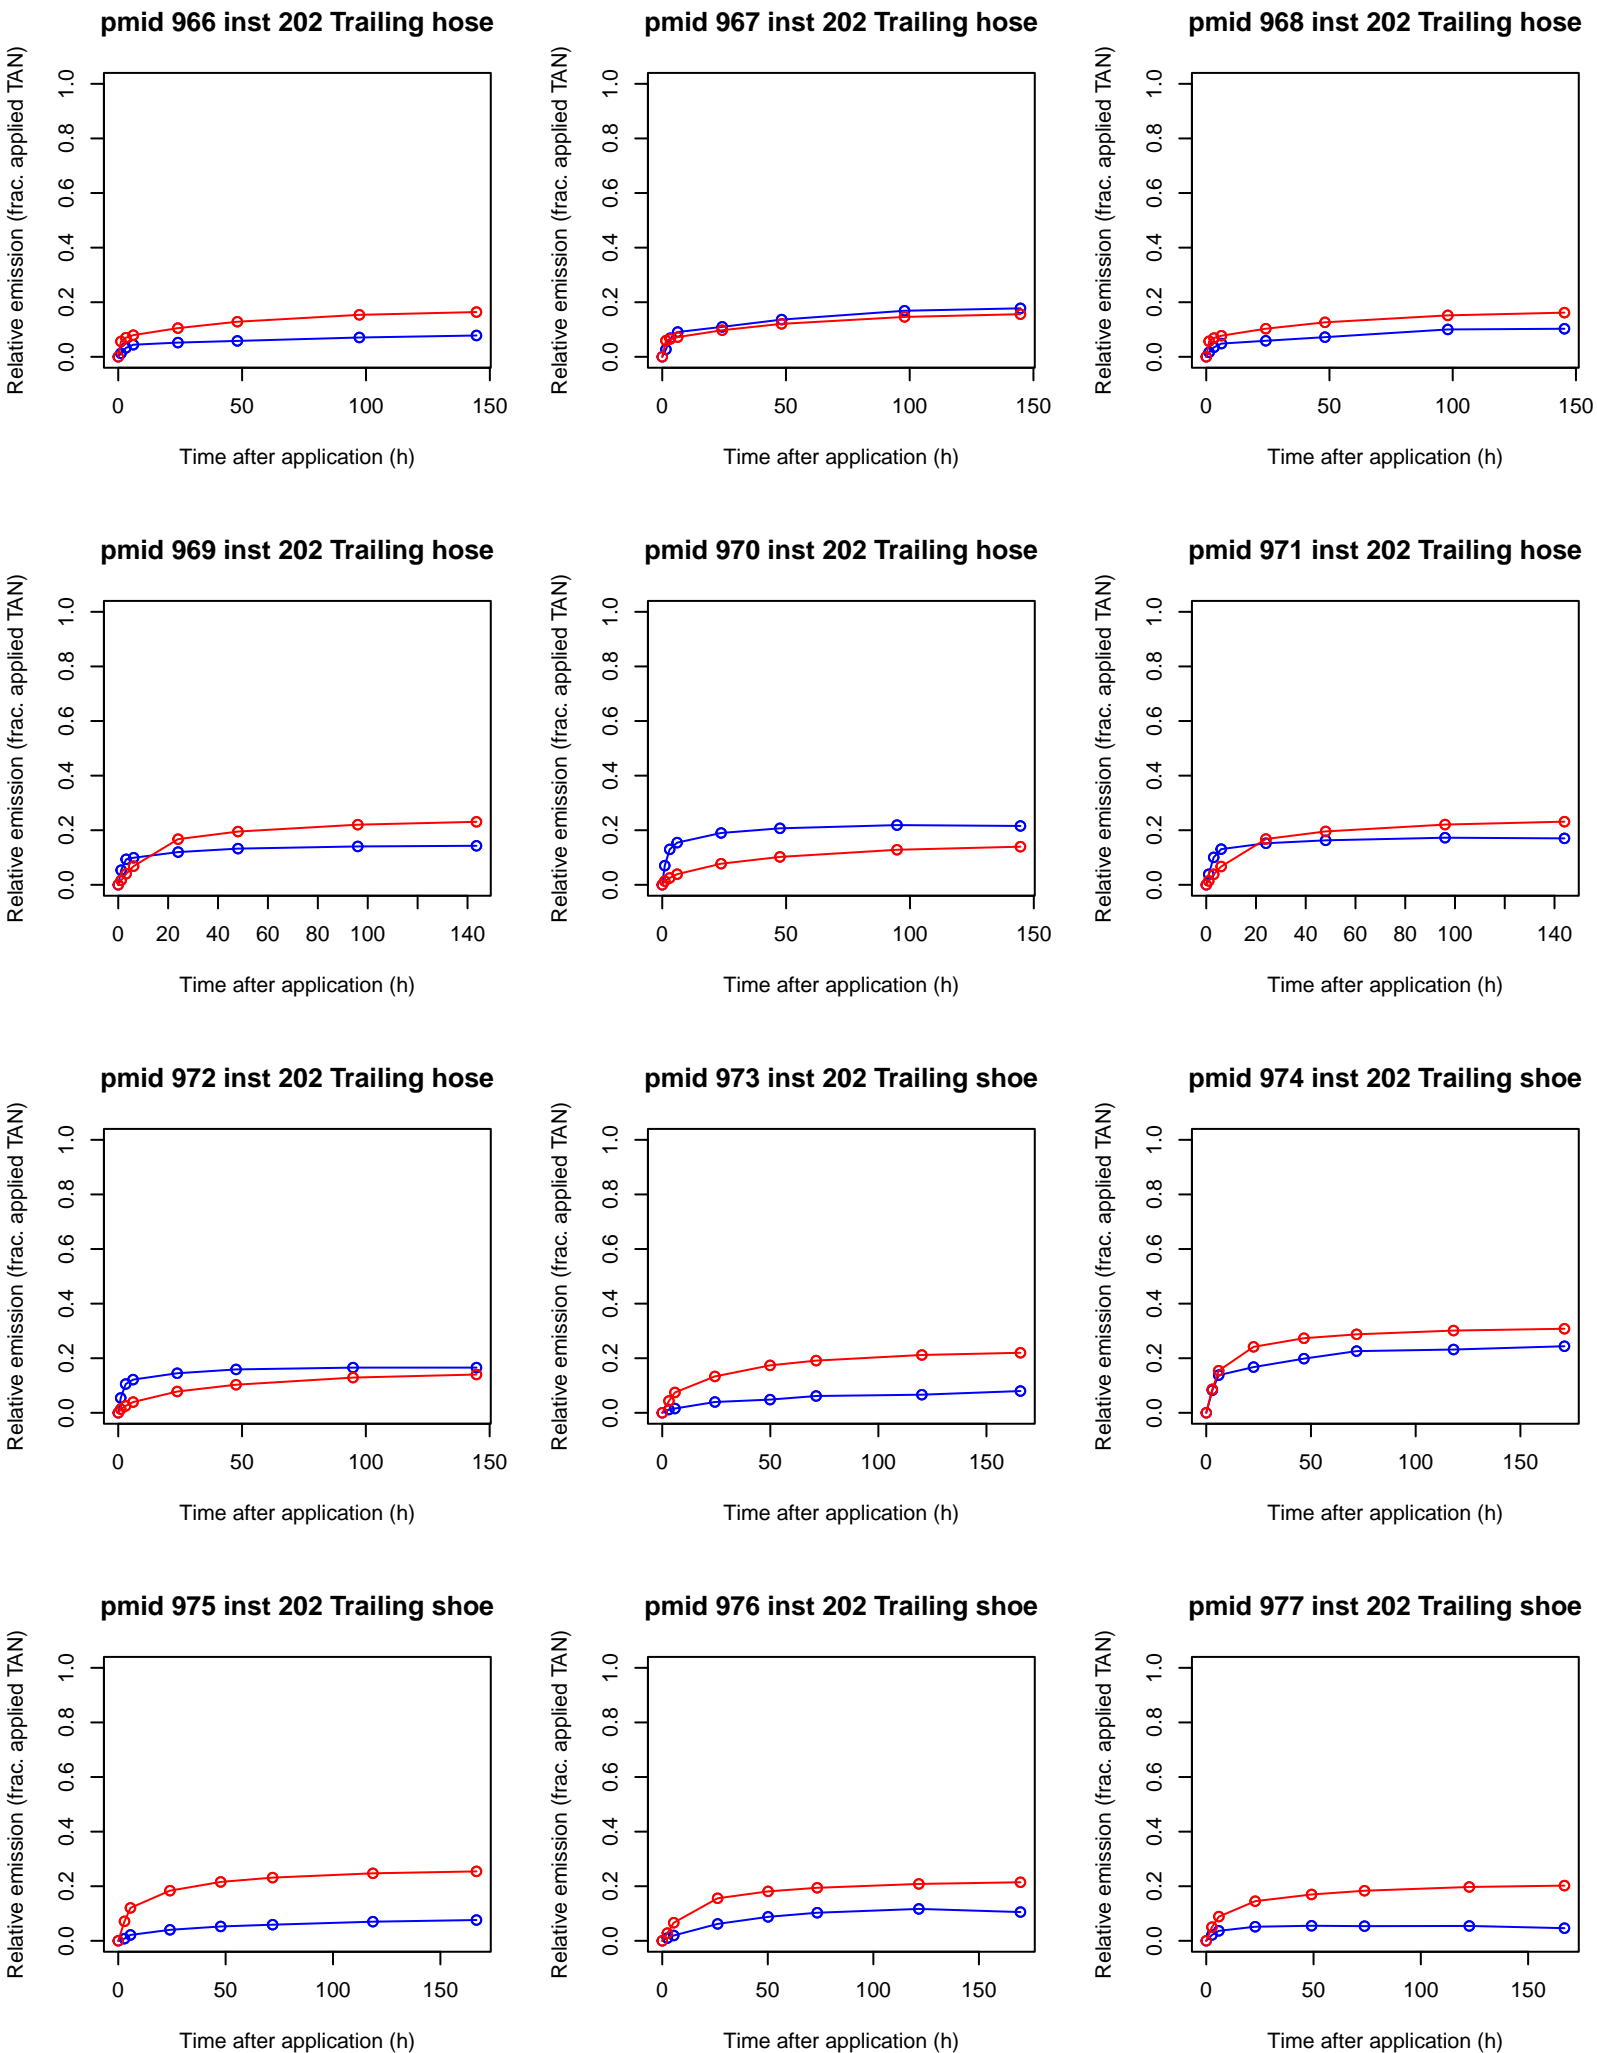 pmid 966 inst 202 Trailing hose
Relative emission (frac. applied TAN)
1.0
0.8
0.6
0.4
0.2
0.0
0 50 100 150
Time after application (h)
pmid 967 inst 202 Trailing hose
Relative emission (frac. applied TAN)
1.0
0.8
0.6
0.4
0.2
0.0
0 50 100 150
Time after application (h)
pmid 968 inst 202 Trailing hose
Relative emission (frac. applied TAN)
1.0
0.8
0.6
0.4
0.2
0.0
0 50 100 150
Time after application (h)
pmid 969 inst 202 Trailing hose
Relative emission (frac. applied TAN)
1.0
0.8
0.6
0.4
0.2
0.0
0 20 40 60 80 100 140
Time after application (h)
pmid 970 inst 202 Trailing hose
Relative emission (frac. applied TAN)
1.0
0.8
0.6
0.4
0.2
0.0
0 50 100 150
Time after application (h)
pmid 971 inst 202 Trailing hose
Relative emission (frac. applied TAN)
1.0
0.8
0.6
0.4
0.2
0.0
0 20 40 60 80 100 140
Time after application (h)
pmid 972 inst 202 Trailing hose
Relative emission (frac. applied TAN)
1.0
0.8
0.6
0.4
0.2
0.0
0 50 100 150
Time after application (h)
pmid 973 inst 202 Trailing shoe
Relative emission (frac. applied TAN)
1.0
0.8
0.6
0.4
0.2
0.0
0 50 100 150
Time after application (h)
pmid 974 inst 202 Trailing shoe
Relative emission (frac. applied TAN)
1.0
0.8
0.6
0.4
0.2
0.0
0 50 100 150
Time after application (h)
pmid 975 inst 202 Trailing shoe
Relative emission (frac. applied TAN)
1.0
0.8
0.6
0.4
0.2
0.0
0 50 100 150
Time after application (h)
pmid 976 inst 202 Trailing shoe
Relative emission (frac. applied TAN)
1.0
0.8
0.6
0.4
0.2
0.0
0 50 100 150
Time after application (h)
pmid 977 inst 202 Trailing shoe
Relative emission (frac. applied TAN)
1.0
0.8
0.6
0.4
0.2
0.0
0 50 100 150
Time after application (h)